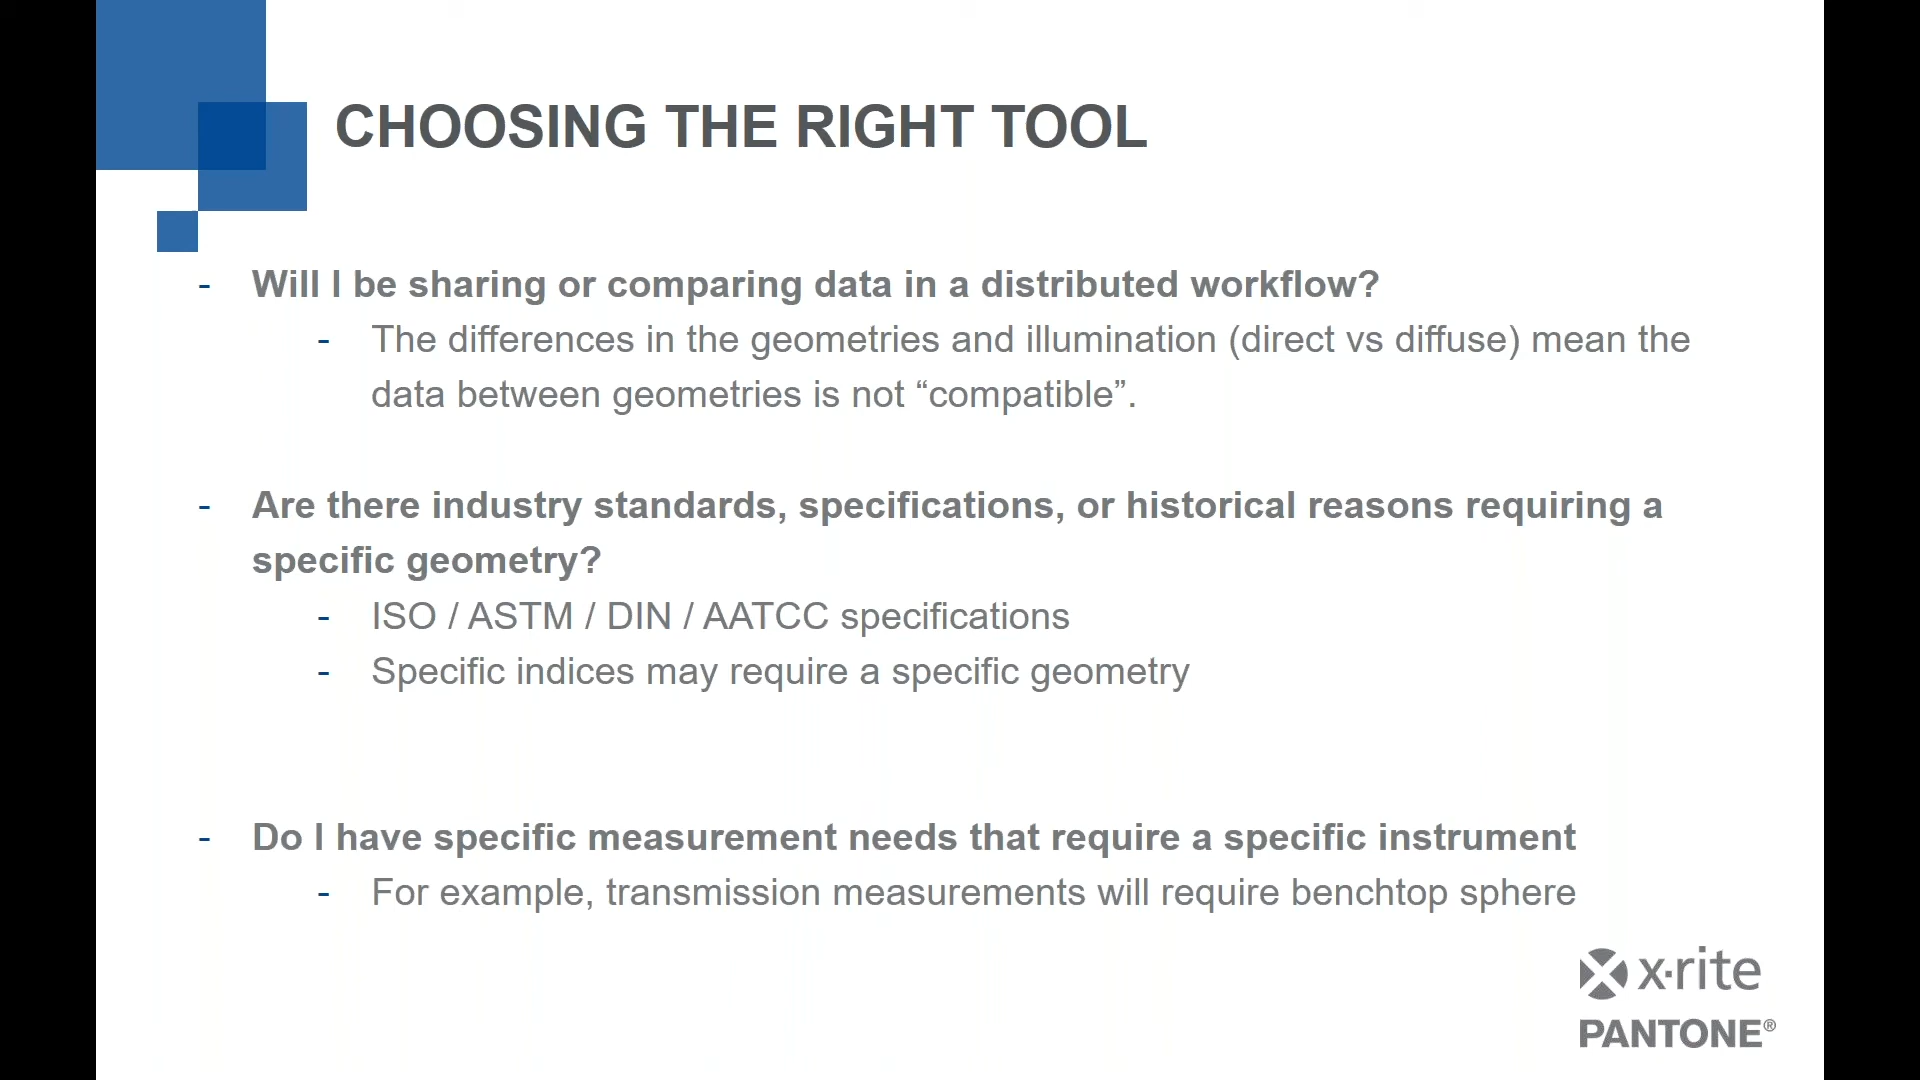 CHOOSING THE RIGHT TOOL
- Will I be sharing or comparing data in a distributed workflow?
- The differences in the geometries and illumination (direct vs diffuse) mean the
data between geometries is not “compatible”.
- Are there industry standards, specifications, or historical reasons requiring a
specific geometry?
- ISO / ASTM / DIN / AATCC specifications
- Specific indices may require a specific geometry
- Do I have specific measurement needs that require a specific instrument
- For example, transmission measurements will require benchtop sphere
x·rite
PANTONE®